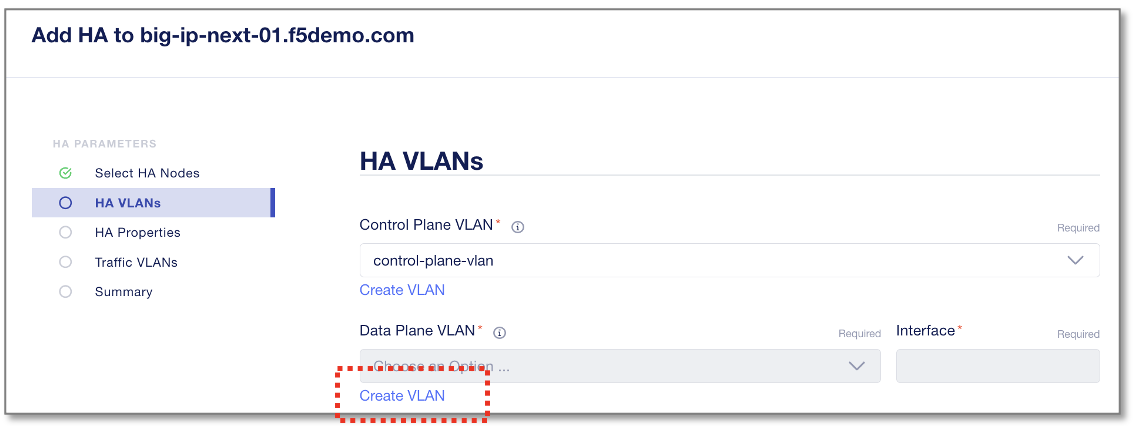 Add HA to big-ip-next-01.f5demo.com
HA PARAMETERS
Select HA Nodes
HA VLANs
HA Properties
Traffic VLANs
Summary
HA VLANs
Control Plane VLAN* Required
control-plane-vlan
Create VLAN
Data Plane VLAN* Required Interface* Required
Choose an Option ...
Create VLAN